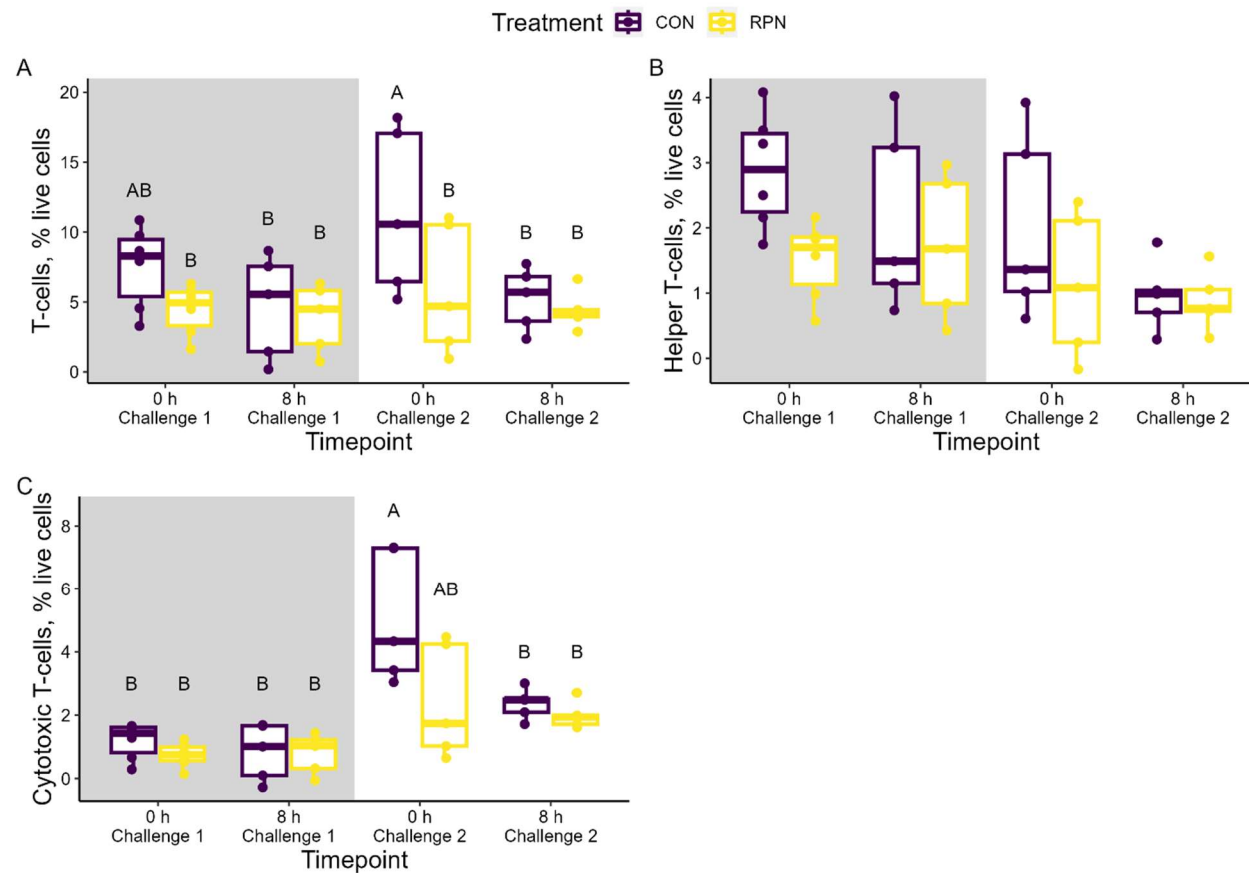 Treatment CON RPN
A
T-cells, % live cells
20
15
10
5
0
AB
B
B
B
A
B
B
B
0 h
Challenge 1
8 h
Challenge 1
0 h
Challenge 2
8 h
Challenge 2
Timepoint
B
Helper T-cells, % live cells
4
3
2
1
0
0 h
Challenge 1
8 h
Challenge 1
0 h
Challenge 2
8 h
Challenge 2
Timepoint
C
Cytotoxic T-cells, % live cells
8
6
4
2
0
B
B
B
B
A
AB
B
B
0 h
Challenge 1
8 h
Challenge 1
0 h
Challenge 2
8 h
Challenge 2
Timepoint